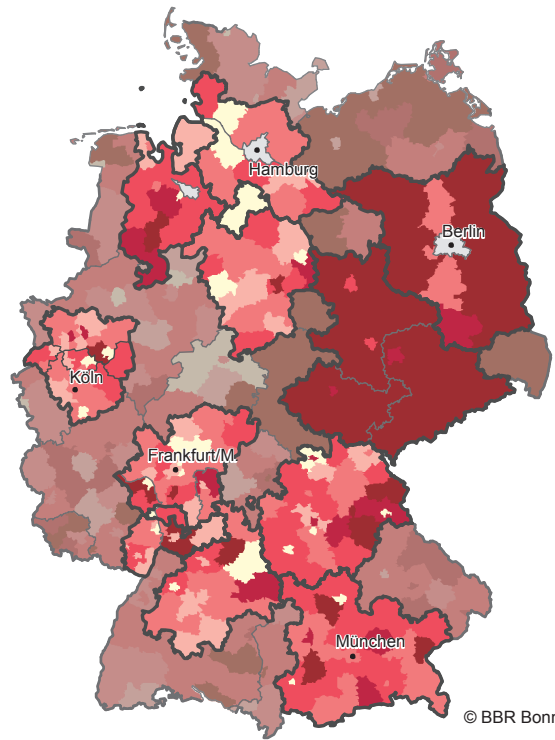 Hamburg
Berlin
Köln
Frankfurt/M.
München
© BBR Bonn